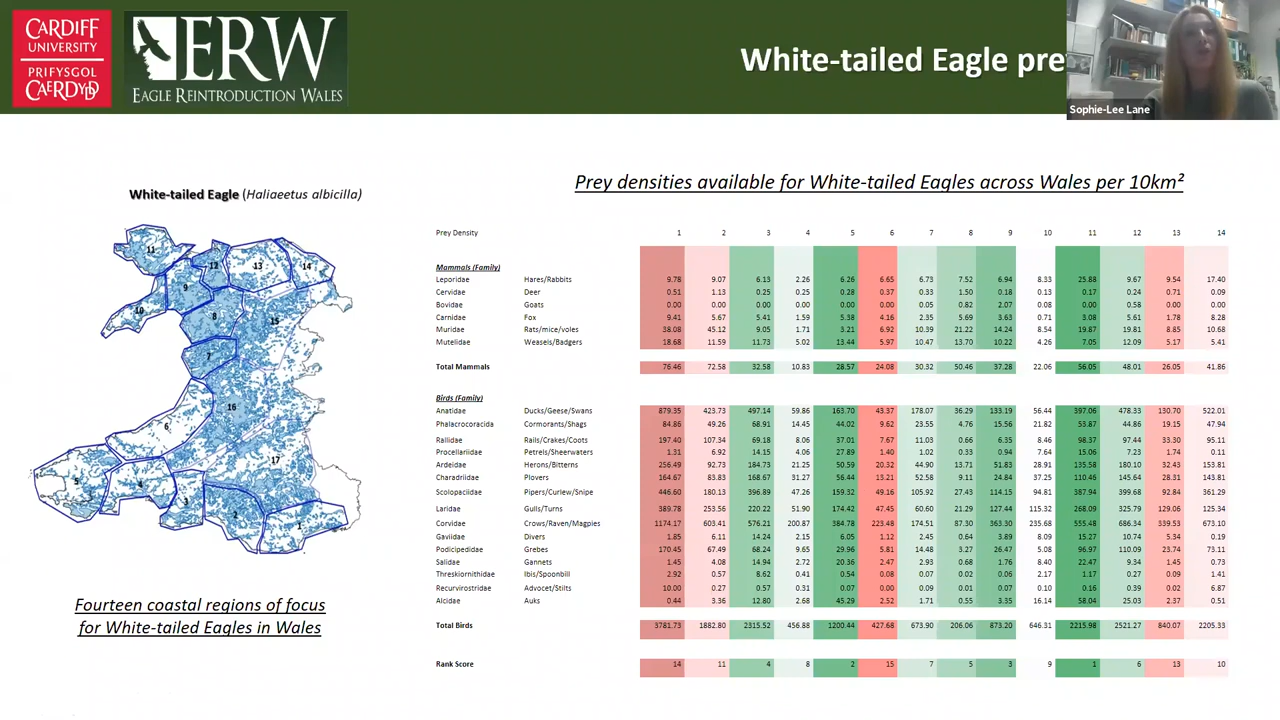 CARDIFF
UNIVERSITY
PRIFYSGOL
CAERDYDD
ERW
EAGLE REINTRODUCTION WALES
White-tailed Eagle pre
Sophie-Lee Lane
White-tailed Eagle (Haliaeetus albicilla)
11
12
13
14
9
10
8
15
7
16
6
17
5
4
3
2
1
Fourteen coastal regions of focus
for White-tailed Eagles in Wales
Prey densities available for White-tailed Eagles across Wales per 10km²
Prey Density 1 2 3 4 5 6 7 8 9 10 11 12 13 14
Mammals (Family)
Leporidae Hares/Rabbits 9.78 9.07 6.13 2.26 6.26 6.65 6.73 7.52 6.94 8.33 25.88 9.67 9.54 17.40
Cervidae Deer 0.51 1.13 0.25 0.25 0.28 0.37 0.33 1.50 0.18 0.13 0.17 0.24 0.71 0.09
Bovidae Goats 0.00 0.00 0.00 0.00 0.00 0.00 0.05 0.82 2.07 0.08 0.00 0.58 0.00 0.00
Carnidae Fox 9.41 5.67 5.41 1.59 5.38 4.16 2.35 5.69 3.63 0.71 3.08 5.61 1.78 8.28
Muridae Rats/mice/voles 38.08 45.12 9.05 1.71 3.21 6.92 10.39 21.22 14.24 8.54 19.87 19.81 8.85 10.68
Mutelidae Weasels/Badgers 18.68 11.59 11.73 5.02 13.44 5.97 10.47 13.70 10.22 4.26 7.05 12.09 5.17 5.41
Total Mammals 76.46 72.58 32.58 10.83 28.57 24.08 30.32 50.46 37.28 22.06 56.05 48.01 26.05 41.86
Birds (Family)
Anatidae Ducks/Geese/Swans 879.35 423.73 497.14 59.86 163.70 43.37 178.07 36.29 133.19 56.44 397.06 478.33 130.70 522.01
Phalacrocoracida Cormorants/Shags 84.86 49.26 68.91 14.45 44.02 9.62 23.55 4.76 15.56 21.82 53.87 44.86 19.15 47.94
Rallidae Rails/Crakes/Coots 197.40 107.34 69.18 8.06 37.01 7.67 11.03 0.66 6.35 8.46 98.37 97.44 33.30 95.11
Procellariidae Petrels/Sheerwaters 1.31 6.92 14.15 4.06 27.89 1.40 1.02 0.33 0.94 7.64 15.06 7.23 1.74 0.11
Ardeidae Herons/Bitterns 256.49 92.73 184.73 21.25 50.59 20.32 44.90 13.71 51.83 28.91 135.58 180.10 32.43 153.81
Charadriidae Plovers 164.67 83.83 168.67 31.27 56.44 13.21 52.58 9.11 24.84 37.25 110.46 145.64 28.31 143.81
Scolopaciidae Pipers/Curlew/Snipe 446.60 180.13 396.89 47.26 159.32 49.16 105.92 27.43 114.15 94.81 387.94 399.68 92.84 361.29
Laridae Gulls/Turns 389.78 253.56 220.22 51.90 174.42 47.45 60.60 21.29 127.44 115.32 268.09 325.79 129.06 125.34
Corvidae Crows/Raven/Magpies 1174.17 603.41 576.21 200.87 384.78 223.48 174.51 87.30 363.30 235.68 555.48 686.34 339.53 673.10
Gaviidae Divers 1.85 6.11 14.24 2.15 6.05 1.12 2.45 0.64 3.89 8.09 15.27 10.74 5.34 0.19
Podicipedidae Grebes 170.45 67.49 68.24 9.65 29.96 5.81 14.48 3.27 26.47 5.08 96.97 110.09 23.74 73.11
Salidae Gannets 1.45 4.08 14.94 2.72 20.36 2.47 2.93 0.68 1.76 8.40 22.47 9.34 1.45 0.73
Threskiornithidae Ibis/Spoonbill 2.92 0.57 8.62 0.41 0.54 0.08 0.07 0.02 0.06 2.17 1.17 0.27 0.09 1.41
Recurvirostridae Advocet/Stilts 10.00 0.27 0.57 0.31 0.07 0.00 0.09 0.01 0.07 0.10 0.16 0.39 0.02 6.87
Alcidae Auks 0.44 3.36 12.80 2.68 45.29 2.52 1.71 0.55 3.35 16.14 58.04 25.03 2.37 0.51
Total Birds 3781.73 1882.80 2315.52 456.88 1200.44 427.68 673.90 206.06 873.20 646.31 2215.98 2521.27 840.07 2205.33
Rank Score 14 11 4 8 2 15 7 5 3 9 1 6 13 10